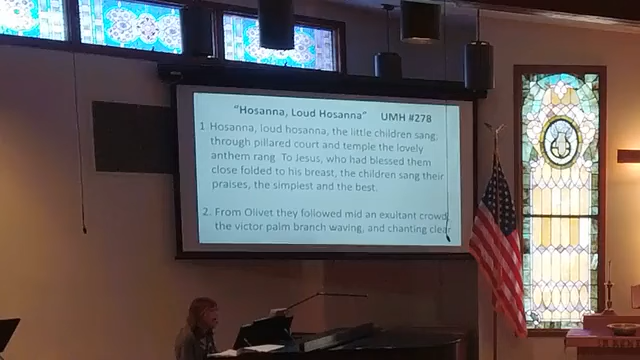 "Hosanna, Loud Hosanna" UMH #278
1 Hosanna, loud hosanna, the little children sang,
through pillared court and temple the lovely
anthem rang To Jesus, who had blessed them
close folded to his breast, the children sang their
praises, the simplest and the best.
2. From Olivet they followed mid an exultant crowd,
the victor palm branch waving, and chanting clear